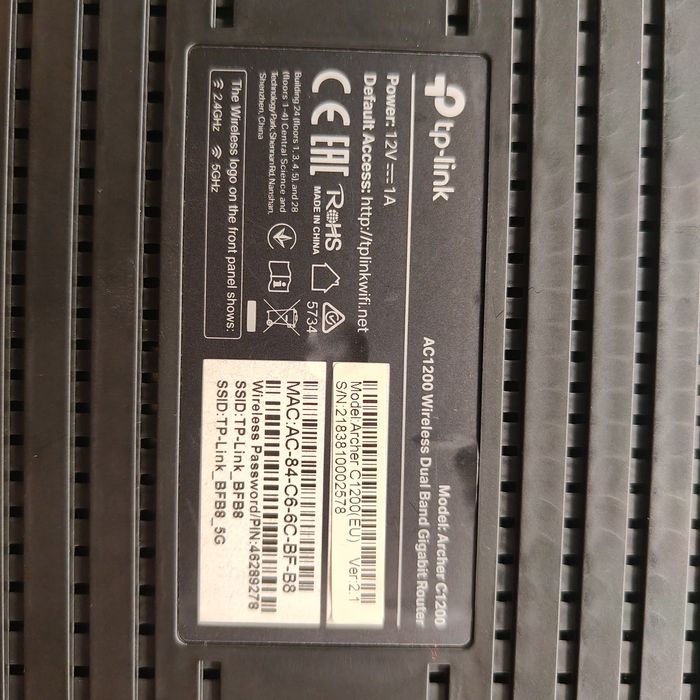 tp-link
Model: Archer C1200
AC1200 Wireless Dual Band Gigabit Router
Power: 12V ⎓ 1A
Default Access: http://tplinkwifi.net
CE EAC RoHS
MADE IN CHINA
5734
Building 24 (floors 1, 3, 4, 5), and 28
(floors 1-4) Central Science and
Technology Park, Shennan Rd, Nanshan,
Shenzhen, China
The Wireless logo on the front panel shows:
2.4GHz 5GHz
Model:Archer C1200(EU) Ver:2.1
S/N:2183810002578
MAC:AC-84-C6-6C-BF-B8
Wireless Password/PIN:46289278
SSID:TP-Link_BFB8
SSID:TP-Link_BFB8_5G